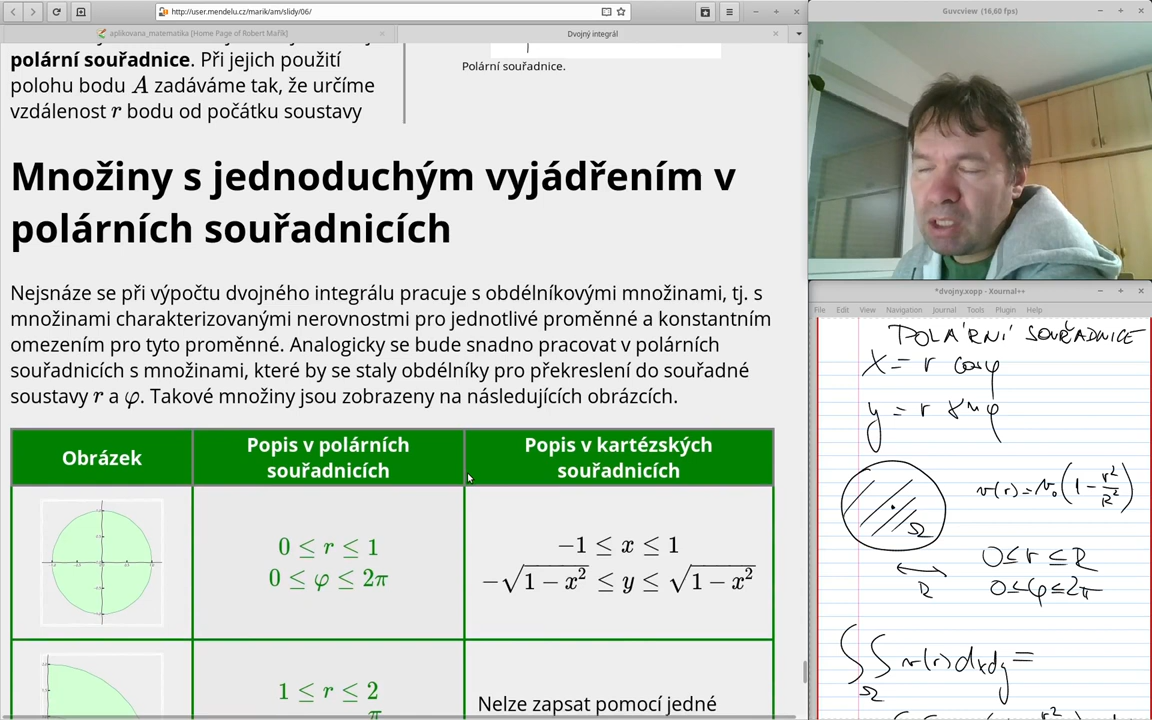 http://user.mendelu.cz/marik/am/slidy/06/
aplikovana_matematika [Home Page of Robert Mařík]
Dvojný integrál
polární souřadnice. Při jejich použití
polohu bodu A zadáváme tak, že určíme
vzdálenost r bodu od počátku soustavy
Polární souřadnice.
Množiny s jednoduchým vyjádřením v
polárních souřadnicích
Nejsnáze se při výpočtu dvojného integrálu pracuje s obdélníkovými množinami, tj. s
množinami charakterizovanými nerovnostmi pro jednotlivé proměnné a konstantním
omezením pro tyto proměnné. Analogicky se bude snadno pracovat v polárních
souřadnicích s množinami, které by se staly obdélníky pro překreslení do souřadné
soustavy r a φ. Takové množiny jsou zobrazeny na následujících obrázcích.
Obrázek
Popis v polárních
souřadnicích
Popis v kartézských
souřadnicích
0 ≤ r ≤ 1
0 ≤ φ ≤ 2π
−1 ≤ x ≤ 1
−√(1 − x²) ≤ y ≤ √(1 − x²)
1 ≤ r ≤ 2
Nelze zapsat pomocí jedné
Guvcview (16,60 fps)
*dvojny.xopp - Xournal++
File Edit View Navigation Journal Tools Plugin Help
POLÁRNÍ SOUŘADNICE
x = r cos φ
y = r sin φ
v(r) = v₀ (1 − r²/R²)
Ω
R
0 ≤ r ≤ R
0 ≤ φ ≤ 2π
∫∫ v(r) dx dy =
Ω